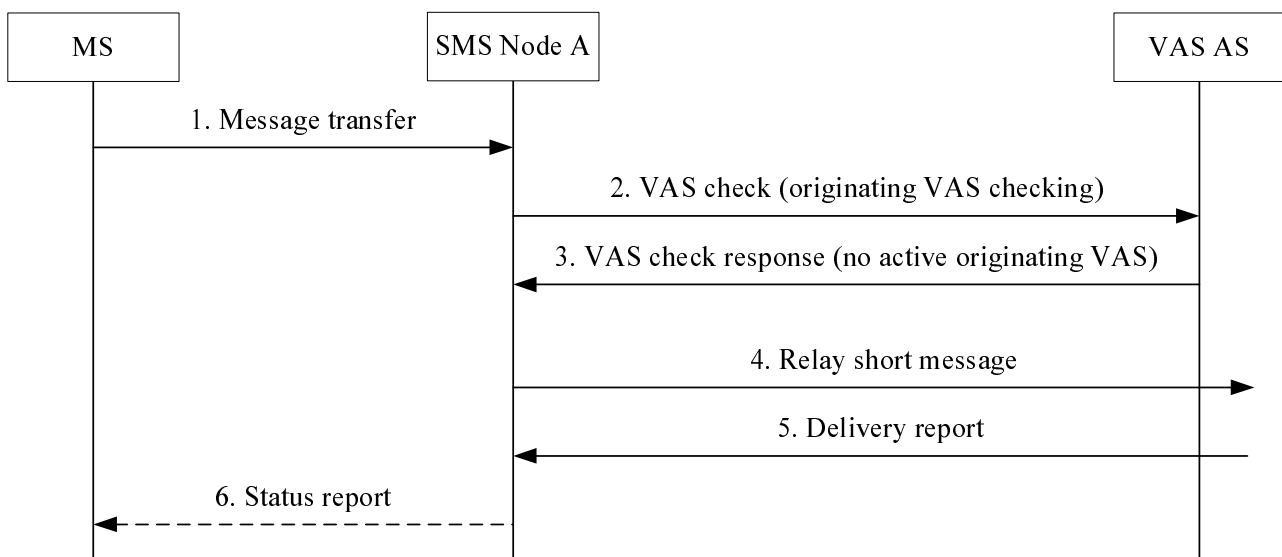 MS
SMS Node A
VAS AS
1. Message transfer
2. VAS check (originating VAS checking)
3. VAS check response (no active originating VAS)
4. Relay short message
5. Delivery report
6. Status report